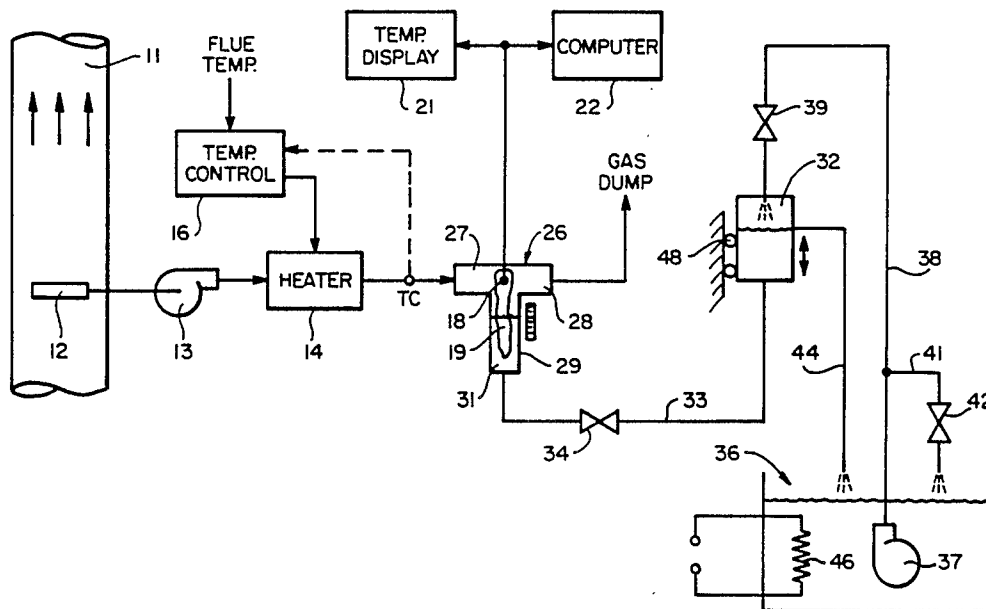 11
FLUE
TEMP.
TEMP.
DISPLAY
21
COMPUTER
22
39
TEMP.
CONTROL
16
GAS
DUMP
32
27
26
48
38
HEATER
14
TC
12
13
18
28
19
29
31
44
41
33
34
42
36
46
37